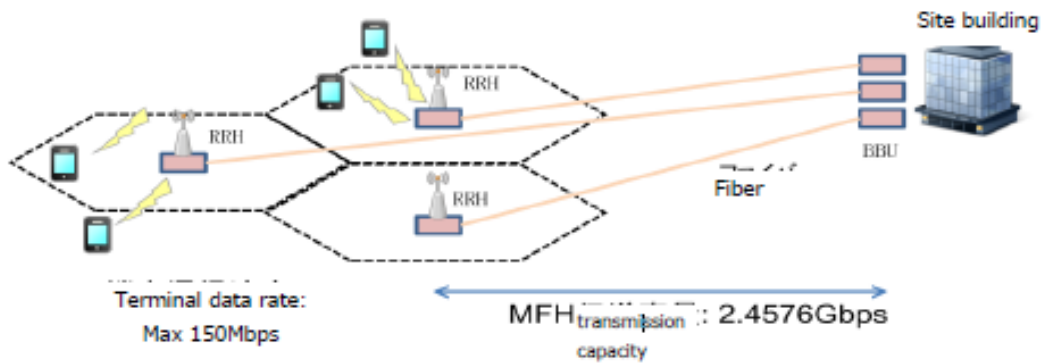 Site building
RRH
RRH
RRH
BBU
Fiber
Terminal data rate:
Max 150Mbps
MFH transmission : 2.4576Gbps
capacity